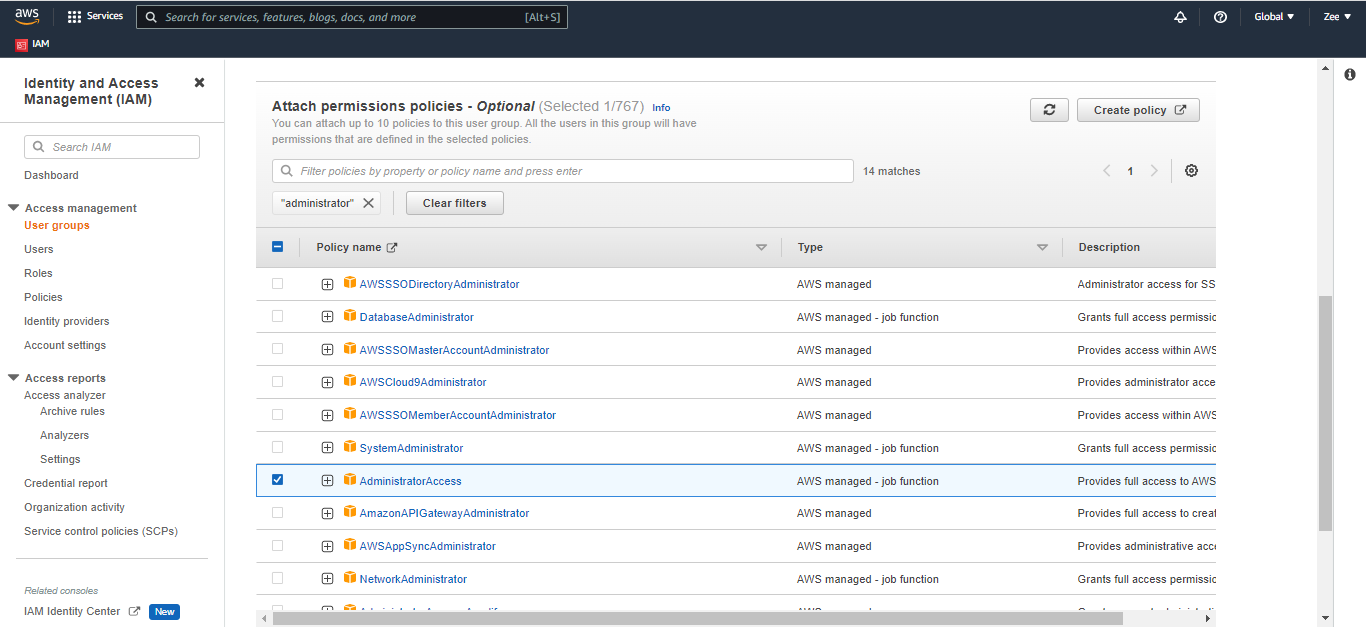 aws
Services
Search for services, features, blogs, docs, and more
[Alt+S]
Global
Zee
IAM
Identity and Access
Management (IAM)
Search IAM
Dashboard
Access management
User groups
Users
Roles
Policies
Identity providers
Account settings
Access reports
Access analyzer
Archive rules
Analyzers
Settings
Credential report
Organization activity
Service control policies (SCPs)
Related consoles
IAM Identity Center
New
Attach permissions policies - Optional (Selected 1/767) Info
You can attach up to 10 policies to this user group. All the users in this group will have
permissions that are defined in the selected policies.
Create policy
Filter policies by property or policy name and press enter
14 matches
1
"administrator"
Clear filters
Policy name Type Description
AWSSSODirectoryAdministrator AWS managed Administrator access for SS
DatabaseAdministrator AWS managed - job function Grants full access permissic
AWSSSOMasterAccountAdministrator AWS managed Provides access within AWS
AWSCloud9Administrator AWS managed Provides administrator acce
AWSSSOMemberAccountAdministrator AWS managed Provides access within AWS
SystemAdministrator AWS managed - job function Grants full access permissic
AdministratorAccess AWS managed - job function Provides full access to AWS
AmazonAPIGatewayAdministrator AWS managed Provides full access to creat
AWSAppSyncAdministrator AWS managed Provides administrative acce
NetworkAdministrator AWS managed - job function Grants full access permissic